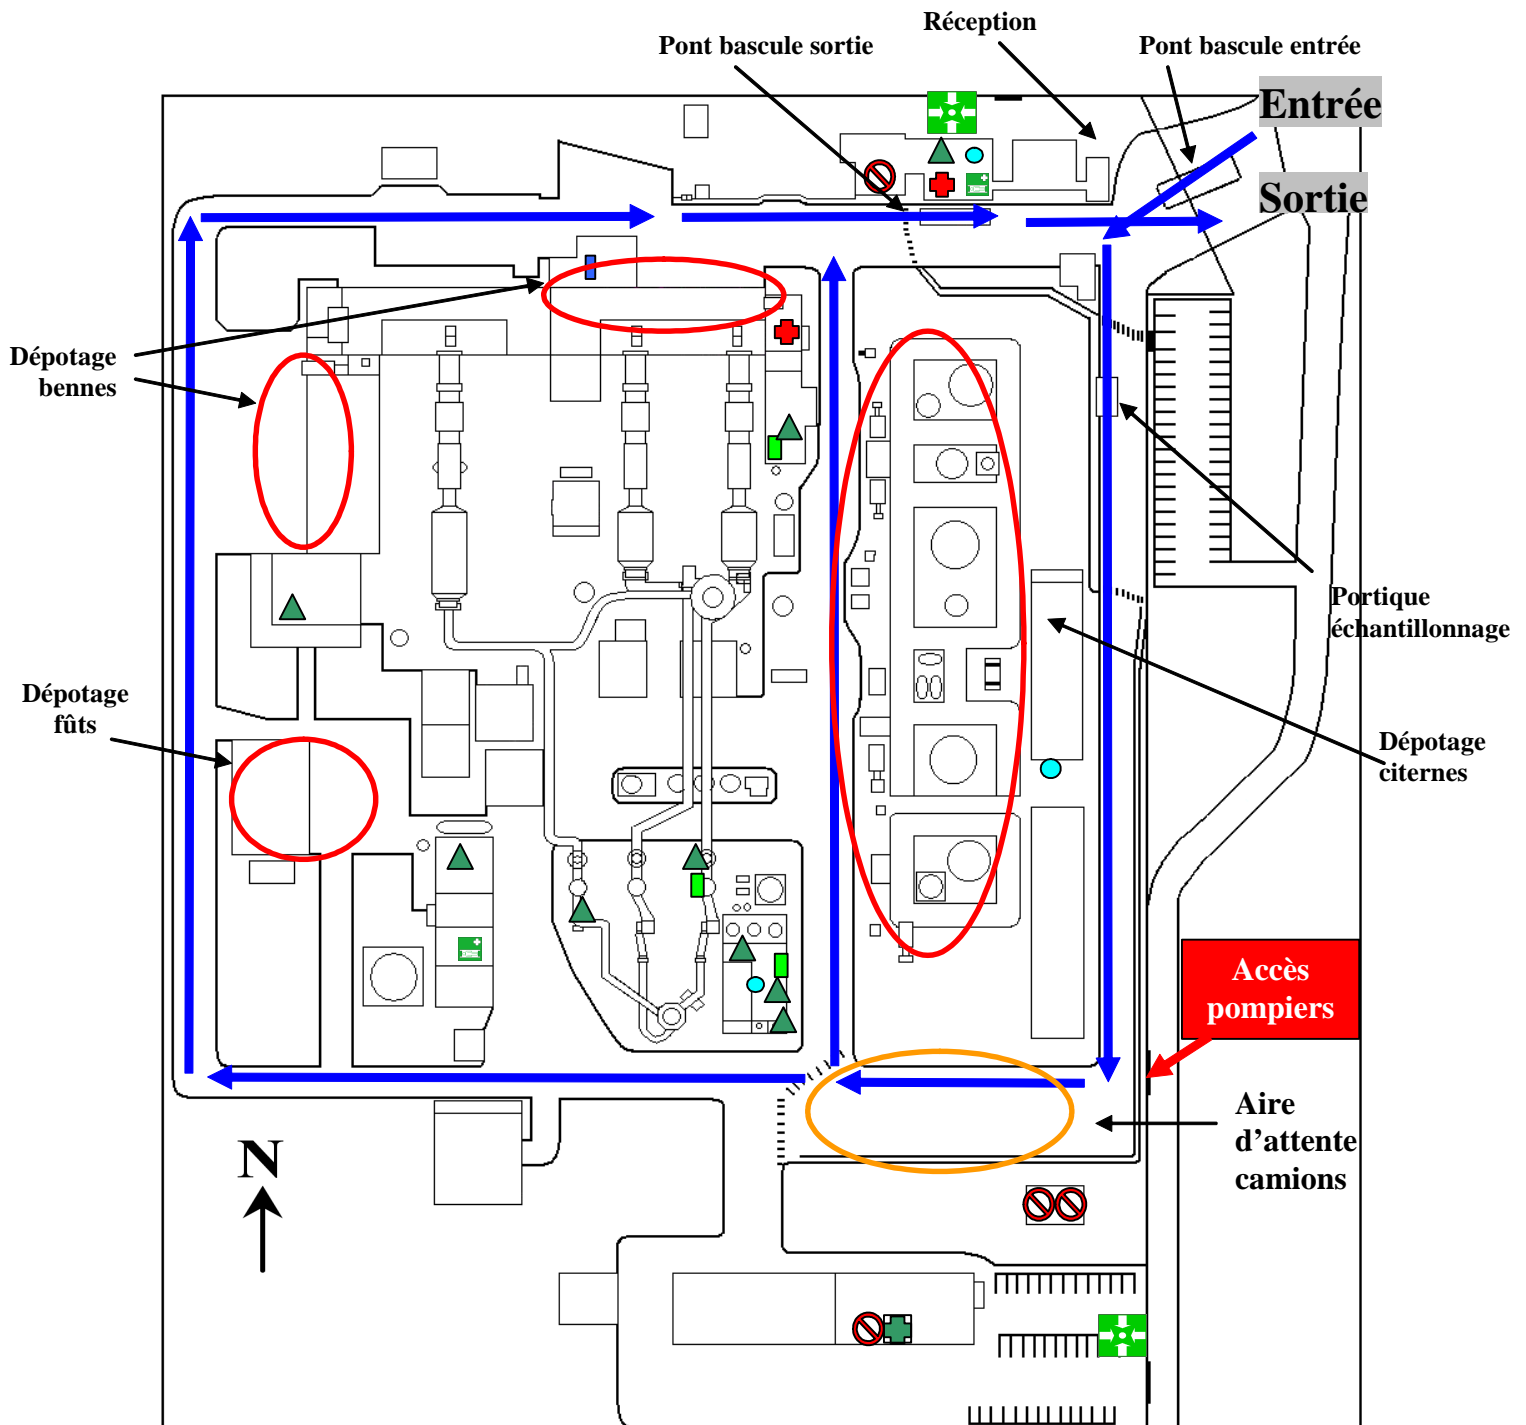 Réception
Pont bascule sortie
Pont bascule entrée
Entrée
Sortie
Dépotage
bennes
Portique
échantillonnage
Dépotage
fûts
Dépotage
citernes
Accès
pompiers
Aire
d'attente
camions
N